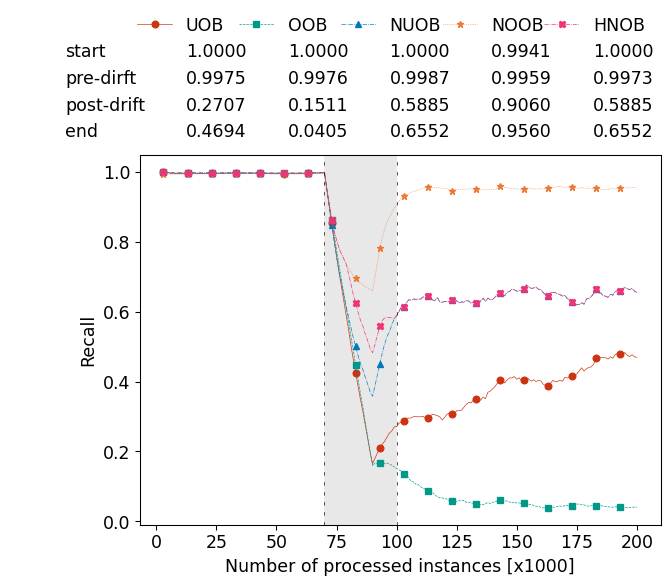 UOB OOB NUOB NOOB HNOB
start 1.0000 1.0000 1.0000 0.9941 1.0000
pre-dirft 0.9975 0.9976 0.9987 0.9959 0.9973
post-drift 0.2707 0.1511 0.5885 0.9060 0.5885
end 0.4694 0.0405 0.6552 0.9560 0.6552
1.0
0.8
0.6
0.4
0.2
0.0
Recall
0 25 50 75 100 125 150 175 200
Number of processed instances [x1000]